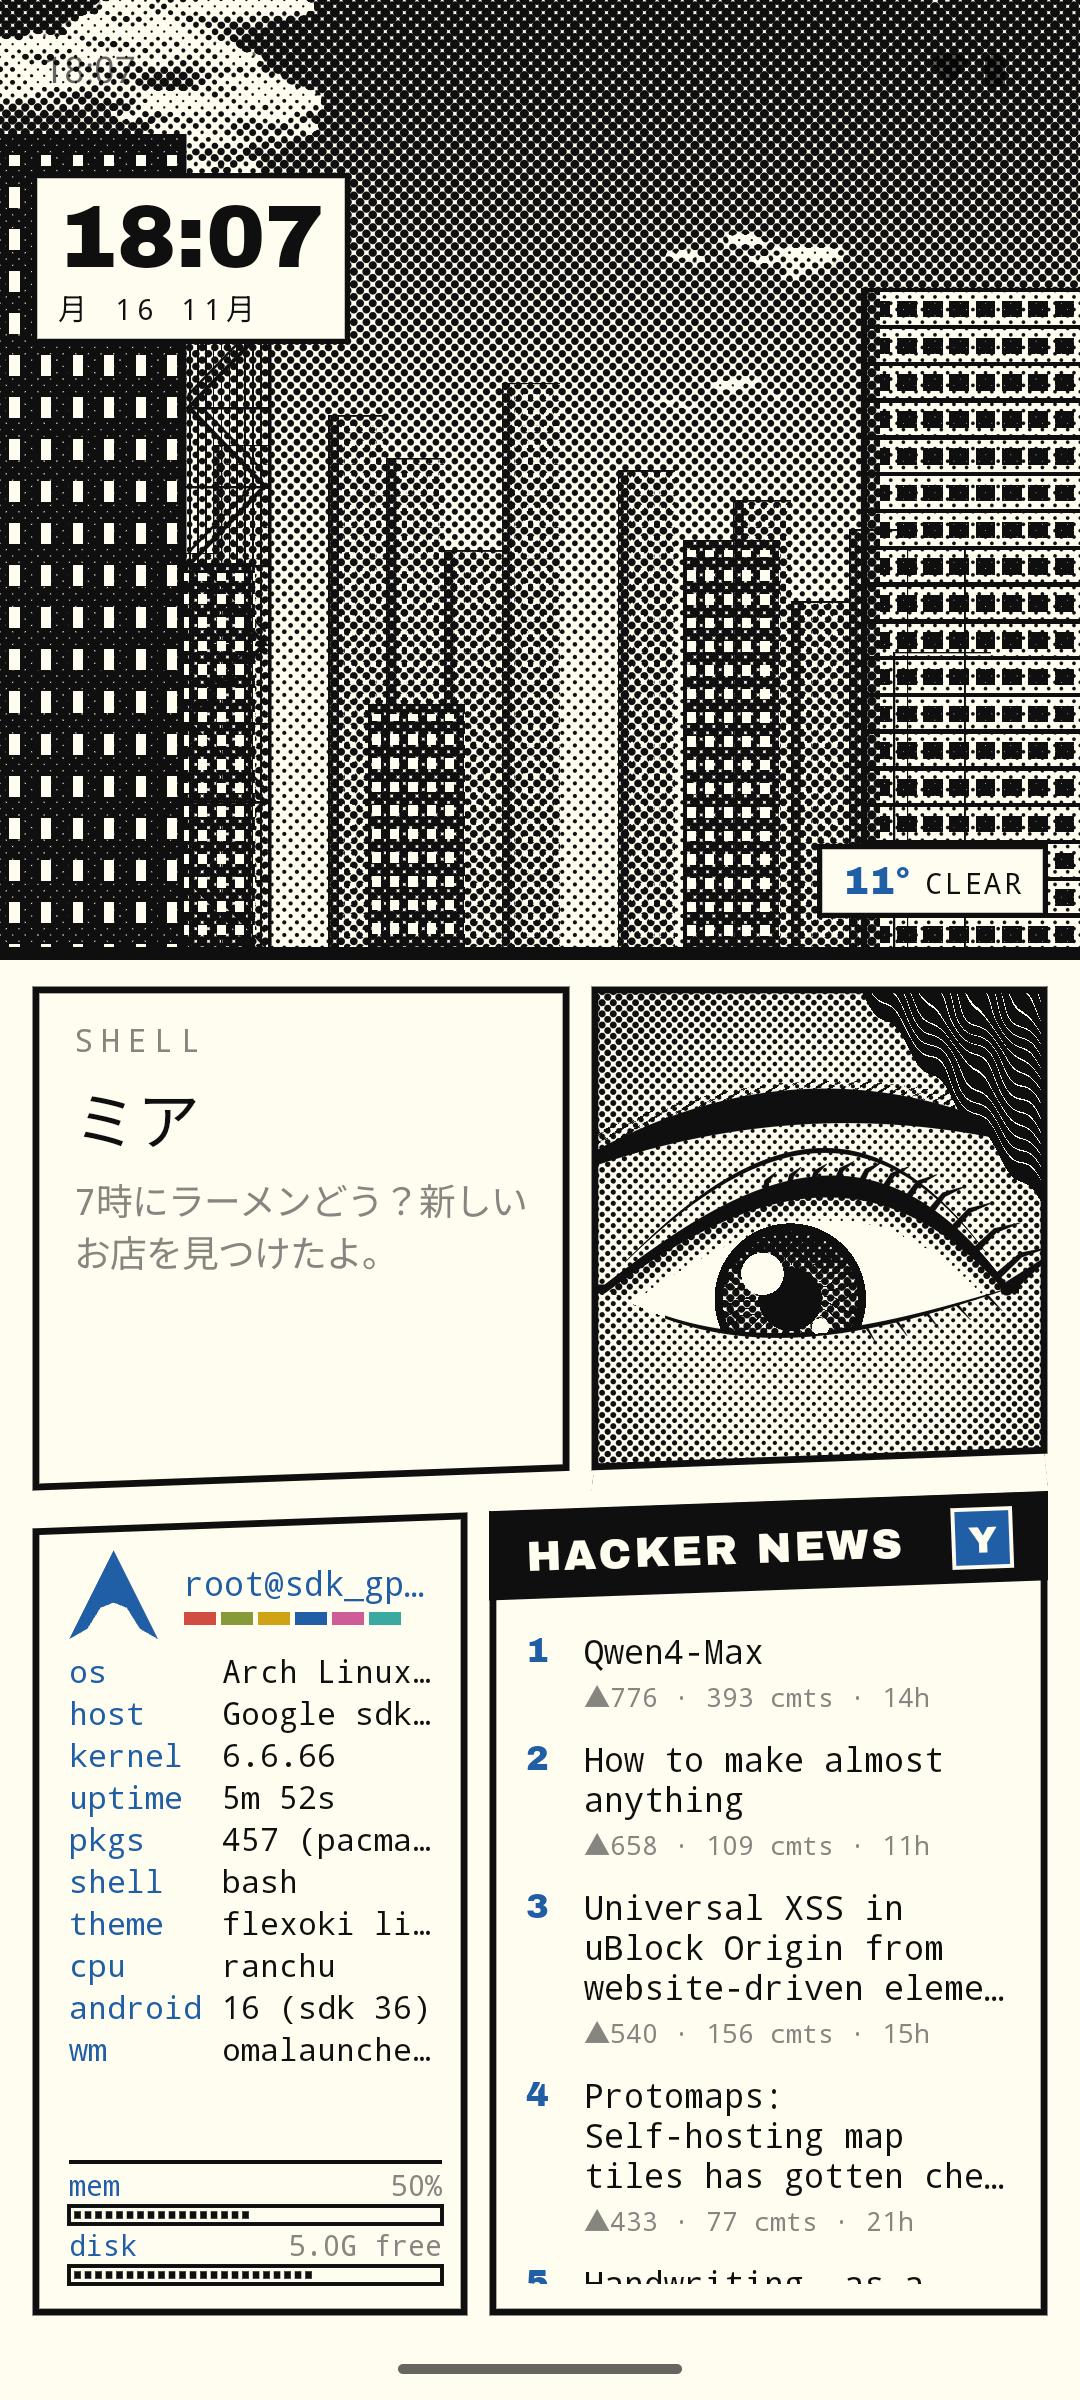 18:07
18:07
月 16 11月
11° CLEAR
SHELL
ミア
7時にラーメンどう？新しい
お店を見つけたよ。
HACKER NEWS Y
root@sdk_gp…
os Arch Linux…
host Google sdk…
kernel 6.6.66
uptime 5m 52s
pkgs 457 (pacma…
shell bash
theme flexoki li…
cpu ranchu
android 16 (sdk 36)
wm omalaunche…
mem 50%
disk 5.0G free
1 Qwen4-Max
▲776 · 393 cmts · 14h
2 How to make almost
anything
▲658 · 109 cmts · 11h
3 Universal XSS in
uBlock Origin from
website-driven eleme…
▲540 · 156 cmts · 15h
4 Protomaps:
Self-hosting map
tiles has gotten che…
▲433 · 77 cmts · 21h
5 Handwriting, as a